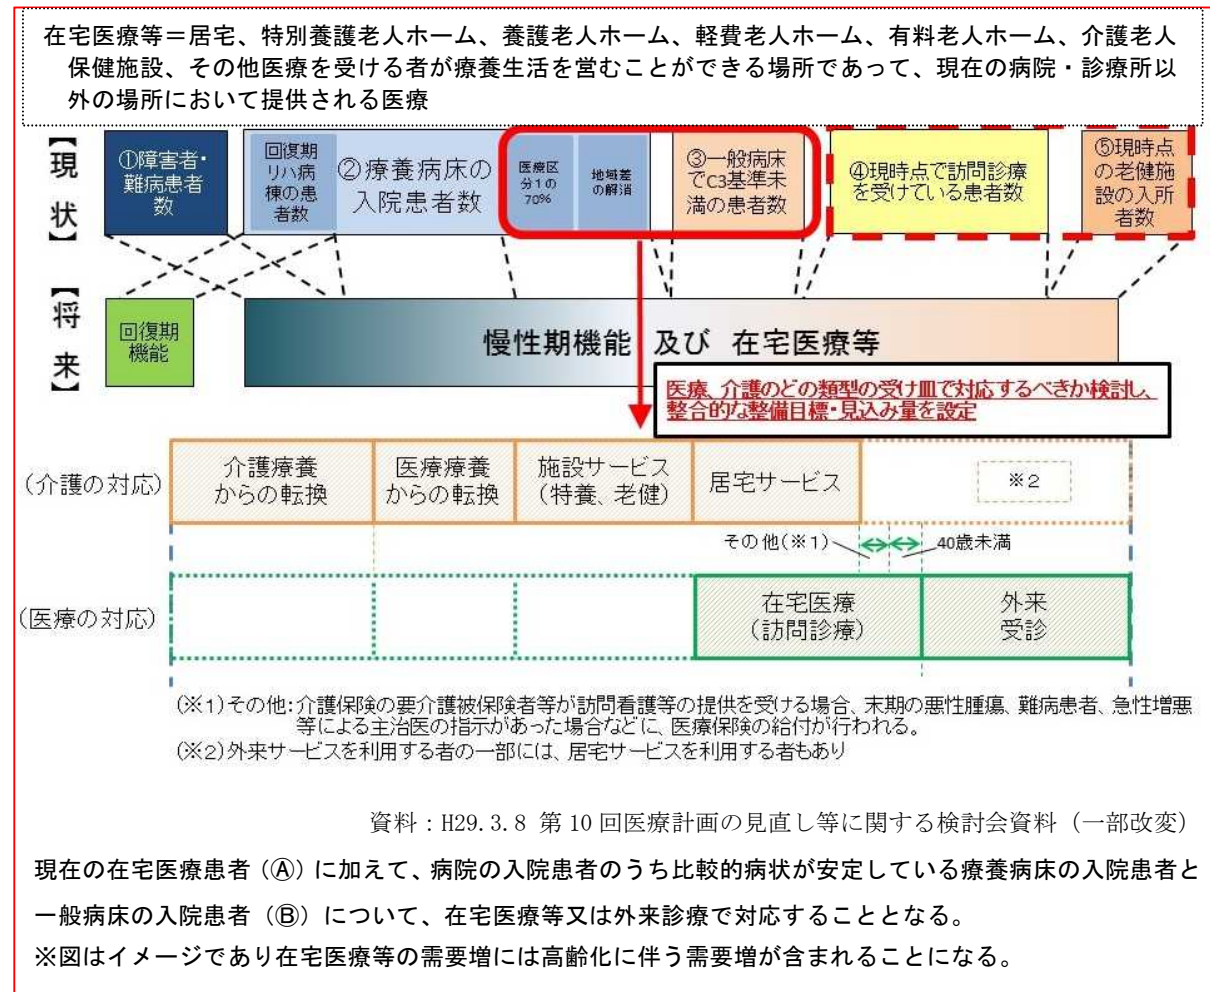 在宅医療等＝居宅、特別養護老人ホーム、養護老人ホーム、軽費老人ホーム、有料老人ホーム、介護老人
保健施設、その他医療を受ける者が療養生活を営むことができる場所であって、現在の病院・診療所以
外の場所において提供される医療
【現状】
①障害者・
難病患者
数
回復期
リハ病
棟の患
者数
②療養病床の
入院患者数
医療区
分1の
70%
地域差
の解消
③一般病床
でC3基準未
満の患者数
④現時点で訪問診療
を受けている患者数
⑤現時点
の老健施
設の入所
者数
【将来】
回復期
機能
慢性期機能 及び 在宅医療等
医療、介護のどの類型の受け皿で対応するべきか検討し、
整合的な整備目標・見込み量を設定
(介護の対応)
介護療養
からの転換
医療療養
からの転換
施設サービス
(特養、老健)
居宅サービス
※2
その他(※1)
40歳未満
(医療の対応)
在宅医療
(訪問診療)
外来
受診
(※1)その他:介護保険の要介護被保険者等が訪問看護等の提供を受ける場合、末期の悪性腫瘍、難病患者、急性増悪
等による主治医の指示があった場合などに、医療保険の給付が行われる。
(※2)外来サービスを利用する者の一部には、居宅サービスを利用する者もあり
資料：H29.3.8 第10回医療計画の見直し等に関する検討会資料（一部改変）
現在の在宅医療患者（Ⓐ）に加えて、病院の入院患者のうち比較的病状が安定している療養病床の入院患者と
一般病床の入院患者（Ⓑ）について、在宅医療等又は外来診療で対応することとなる。
※図はイメージであり在宅医療等の需要増には高齢化に伴う需要増が含まれることになる。